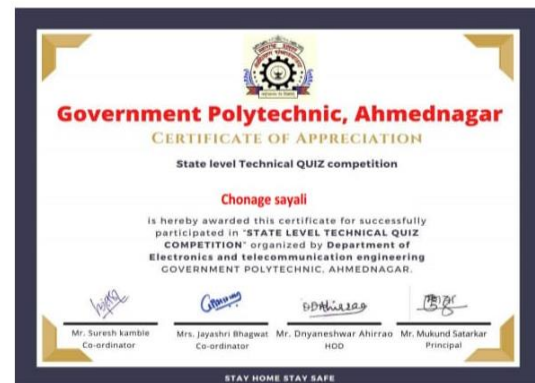 Government Polytechnic, Ahmednagar
CERTIFICATE OF APPRECIATION
State level Technical QUIZ competition
Chonage sayali
is hereby awarded this certificate for successfully
participated in "STATE LEVEL TECHNICAL QUIZ
COMPETITION" organized by Department of
Electronics and telecommunication engineering
GOVERNMENT POLYTECHNIC, AHMEDNAGAR.
Mr. Suresh kamble Mrs. Jayashri Bhagwat Mr. Dnyaneshwar Ahirrao Mr. Mukund Satarkar
Co-ordinator Co-ordinator HOD Principal
STAY HOME STAY SAFE